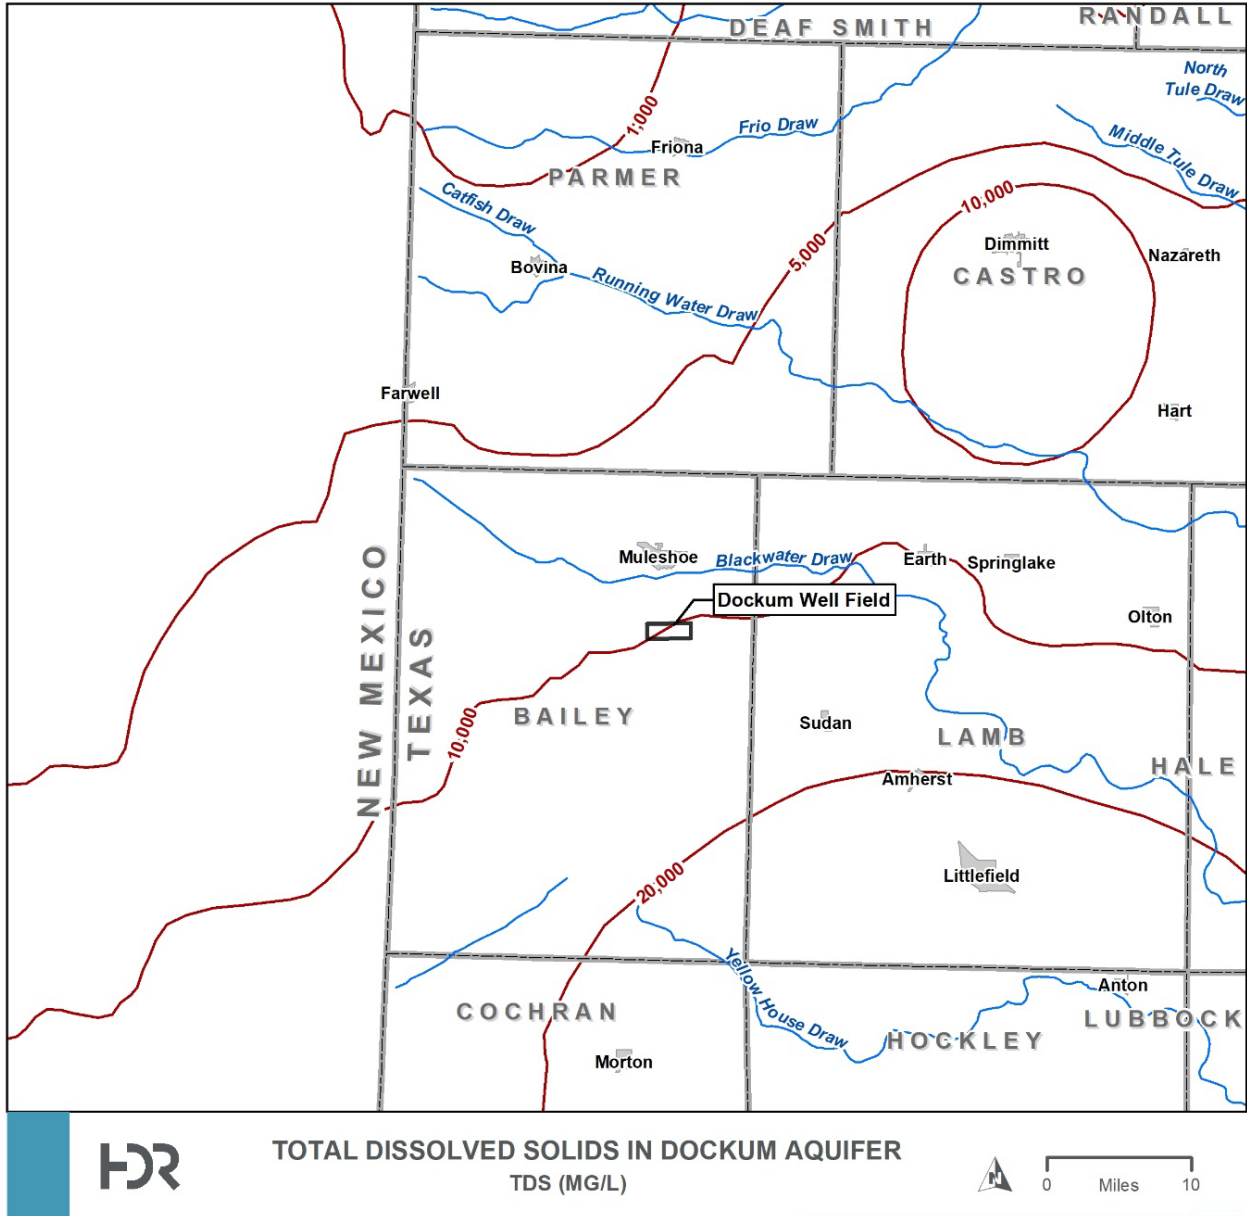 DEAF SMITH
RANDALL
North
Tule Draw
1,000
Frio Draw
Middle Tule Draw
Friona
PARMER
Catfish Draw
10,000
5,000
Dimmitt
Nazareth
Bovina
CASTRO
Running Water Draw
Farwell
Hart
NEW MEXICO
TEXAS
Muleshoe
Blackwater Draw
Earth
Springlake
Dockum Well Field
Olton
BAILEY
10,000
Sudan
LAMB
HALE
Amherst
20,000
Littlefield
Yellow House Draw
Anton
COCHRAN
LUBBOCK
HOCKLEY
Morton
HDR
TOTAL DISSOLVED SOLIDS IN DOCKUM AQUIFER
TDS (MG/L)
N
0 Miles 10